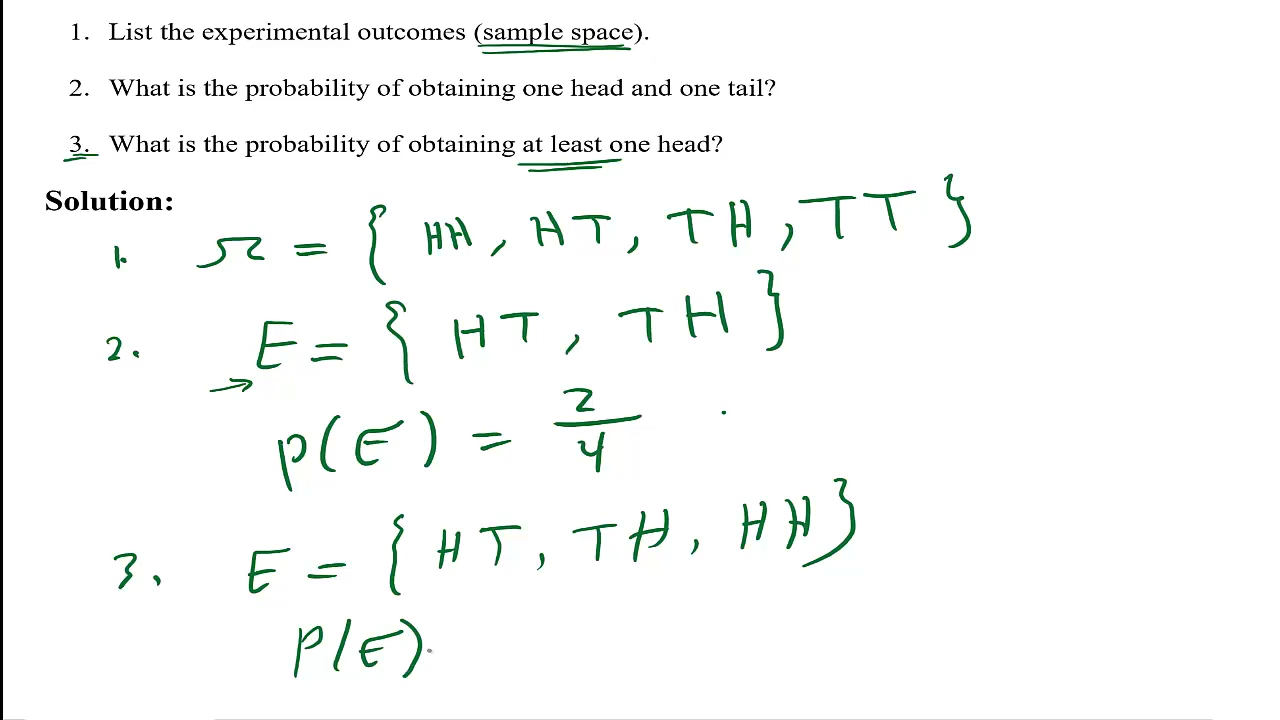 1. List the experimental outcomes (sample space).
2. What is the probability of obtaining one head and one tail?
3. What is the probability of obtaining at least one head?
Solution:
1. Ω = { HH, HT, TH, TT }
2. E = { HT, TH }
P(E) = 2/4
3. E = { HT, TH, HH }
P(E)